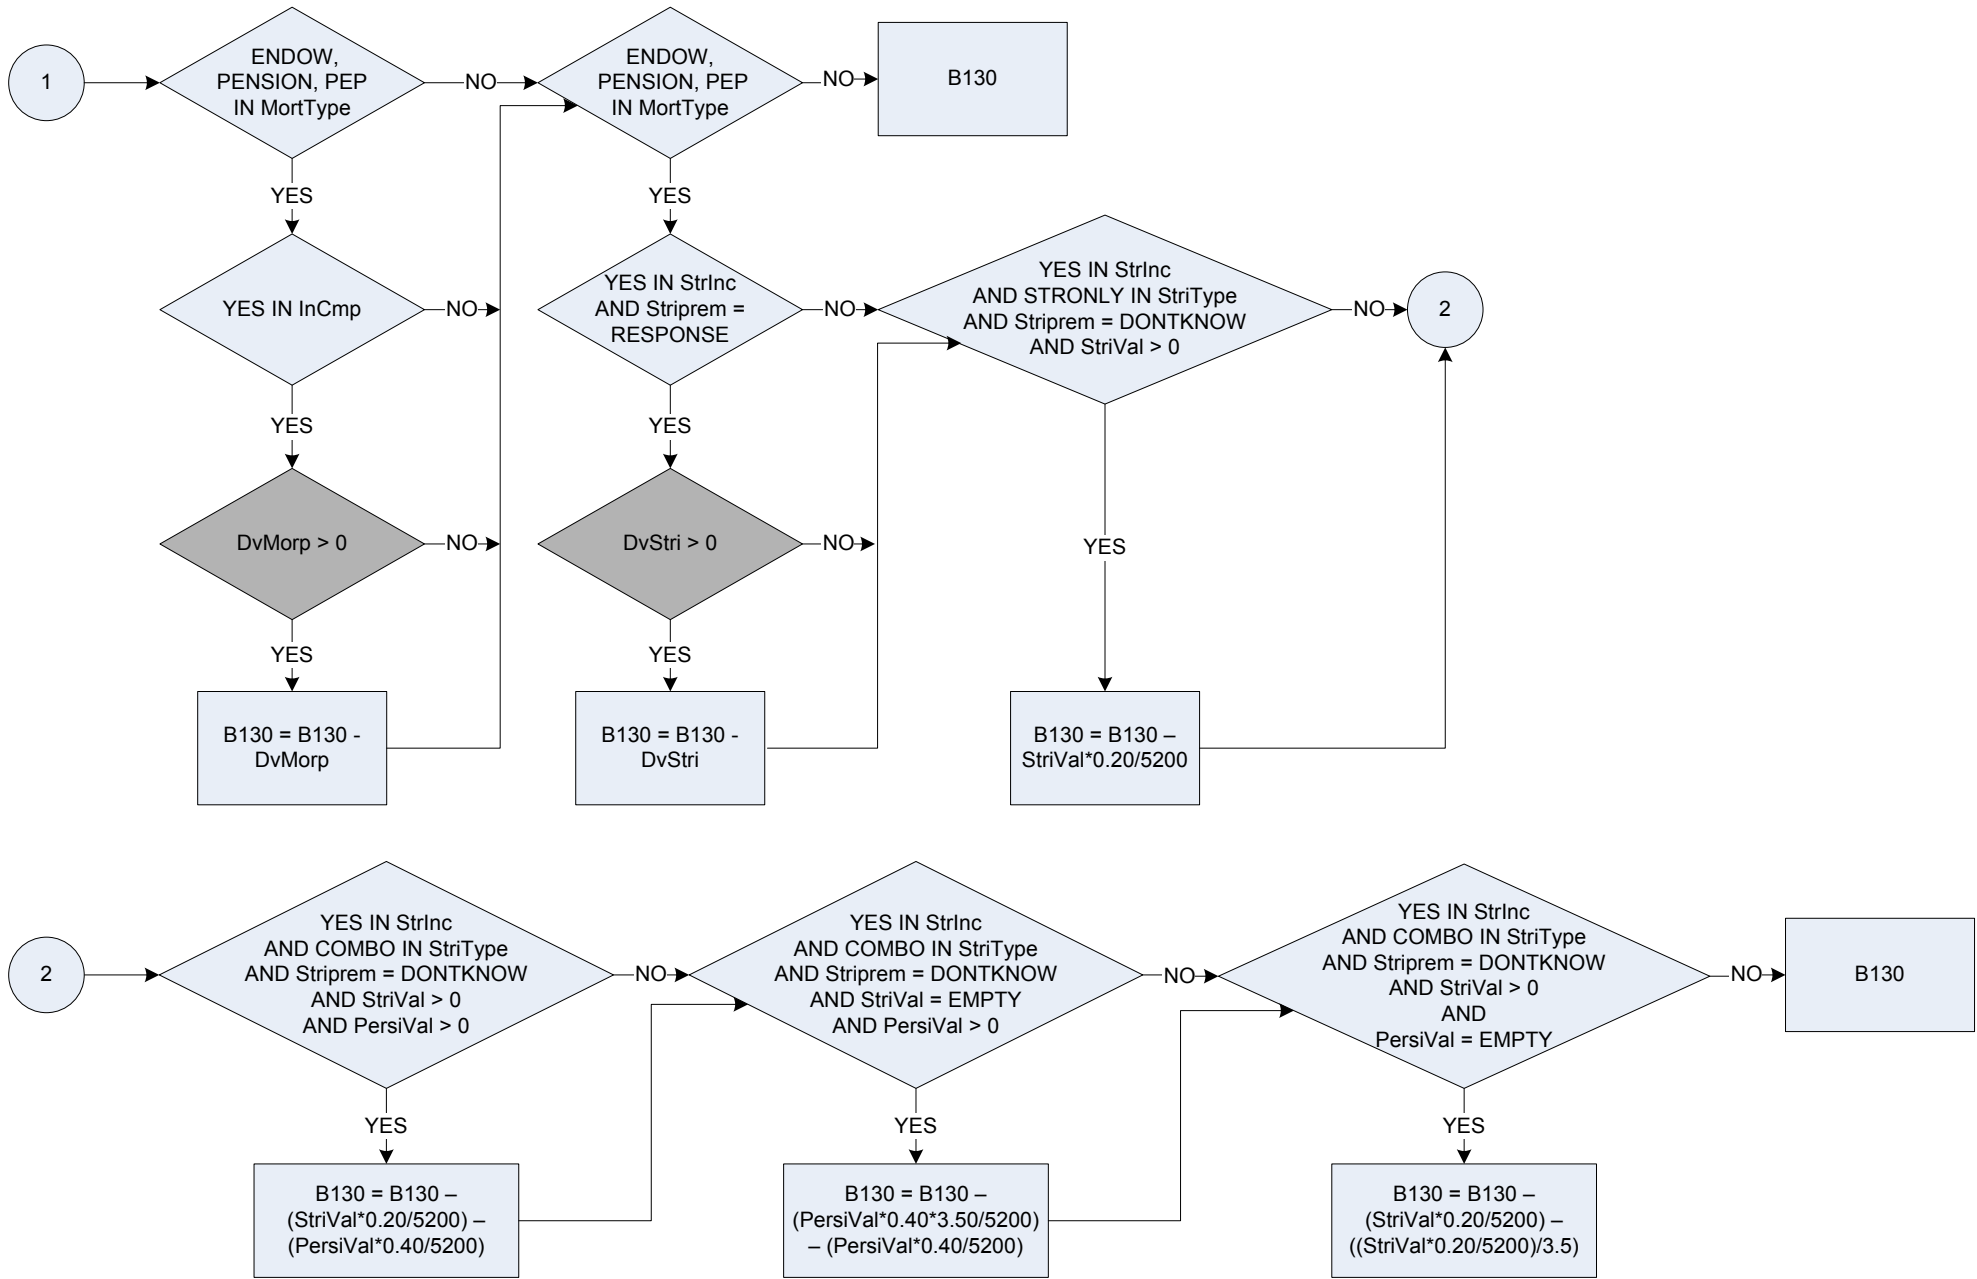 1
ENDOW,
PENSION, PEP
IN MortType
NO
ENDOW,
PENSION, PEP
IN MortType
NO
B130
YES
YES
YES IN InCmp
NO
YES IN StrInc
AND Striprem =
RESPONSE
NO
YES IN StrInc
AND STRONLY IN StriType
AND Striprem = DONTKNOW
AND StriVal > 0
NO
2
YES
YES
DvMorp > 0
NO
DvStri > 0
NO
YES
YES
YES
B130 = B130 -
DvMorp
B130 = B130 -
DvStri
B130 = B130 –
StriVal*0.20/5200
2
YES IN StrInc
AND COMBO IN StriType
AND Striprem = DONTKNOW
AND StriVal > 0
AND PersiVal > 0
NO
YES IN StrInc
AND COMBO IN StriType
AND Striprem = DONTKNOW
AND StriVal = EMPTY
AND PersiVal > 0
NO
YES IN StrInc
AND COMBO IN StriType
AND Striprem = DONTKNOW
AND StriVal > 0
AND
PersiVal = EMPTY
NO
B130
YES
YES
YES
B130 = B130 –
(StriVal*0.20/5200) –
(PersiVal*0.40/5200)
B130 = B130 –
(PersiVal*0.40*3.50/5200)
– (PersiVal*0.40/5200)
B130 = B130 –
(StriVal*0.20/5200) –
((StriVal*0.20/5200)/3.5)